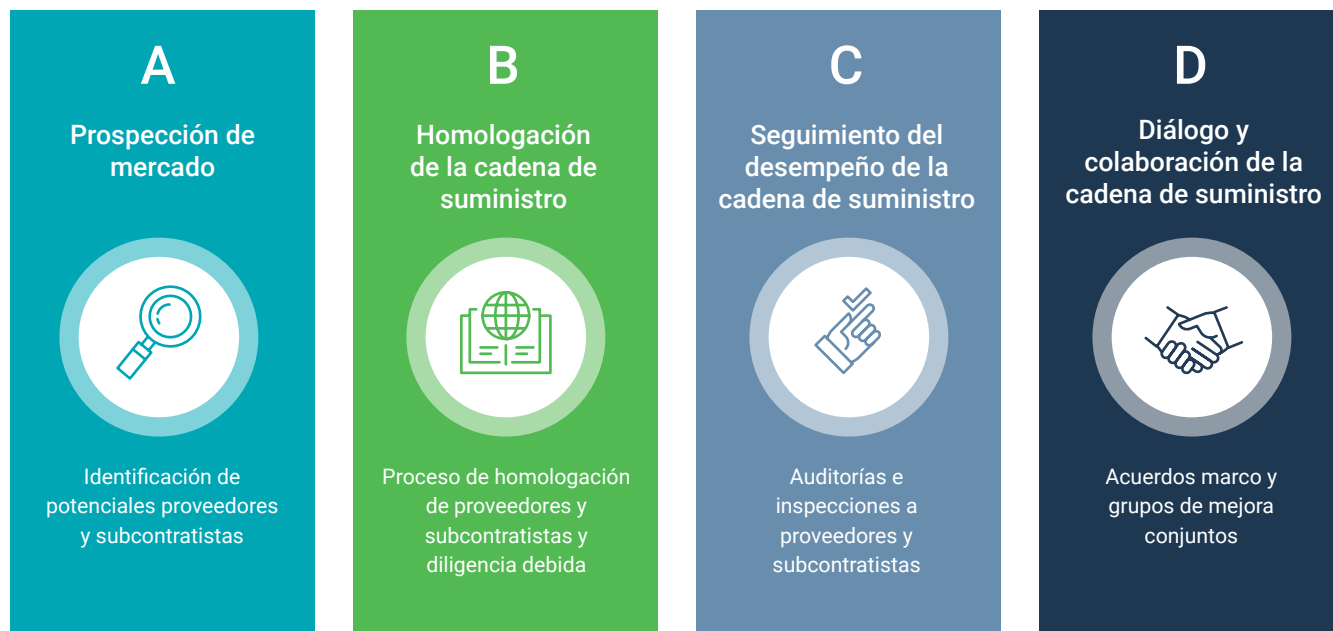 A
Prospección de
mercado
Identificación de
potenciales proveedores
y subcontratistas
B
Homologación
de la cadena de
suministro
Proceso de homologación
de proveedores y
subcontratistas y
diligencia debida
C
Seguimiento del
desempeño de la
cadena de suministro
Auditorías e
inspecciones a
proveedores y
subcontratistas
D
Diálogo y
colaboración de la
cadena de suministro
Acuerdos marco y
grupos de mejora
conjuntos